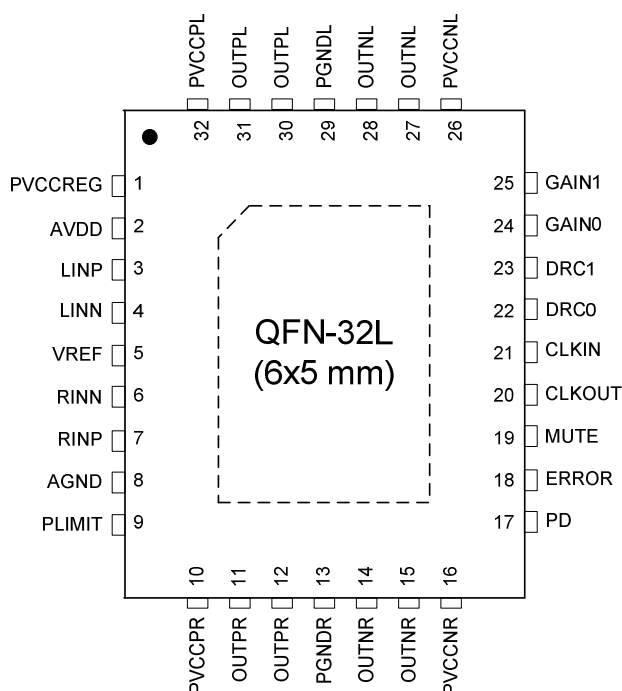 PVCCPL OUTPL OUTPL PGNDL OUTNL OUTNL PVCCNL
32 31 30 29 28 27 26
PVCCREG 1
AVDD 2
LINP 3
LINN 4
VREF 5
RINN 6
RINP 7
AGND 8
PLIMIT 9
QFN-32L
(6x5 mm)
25 GAIN1
24 GAIN0
23 DRC1
22 DRC0
21 CLKIN
20 CLKOUT
19 MUTE
18 ERROR
17 PD
10 11 12 13 14 15 16
PVCCPR OUTPR OUTPR PGNDR OUTNR OUTNR PVCCNR